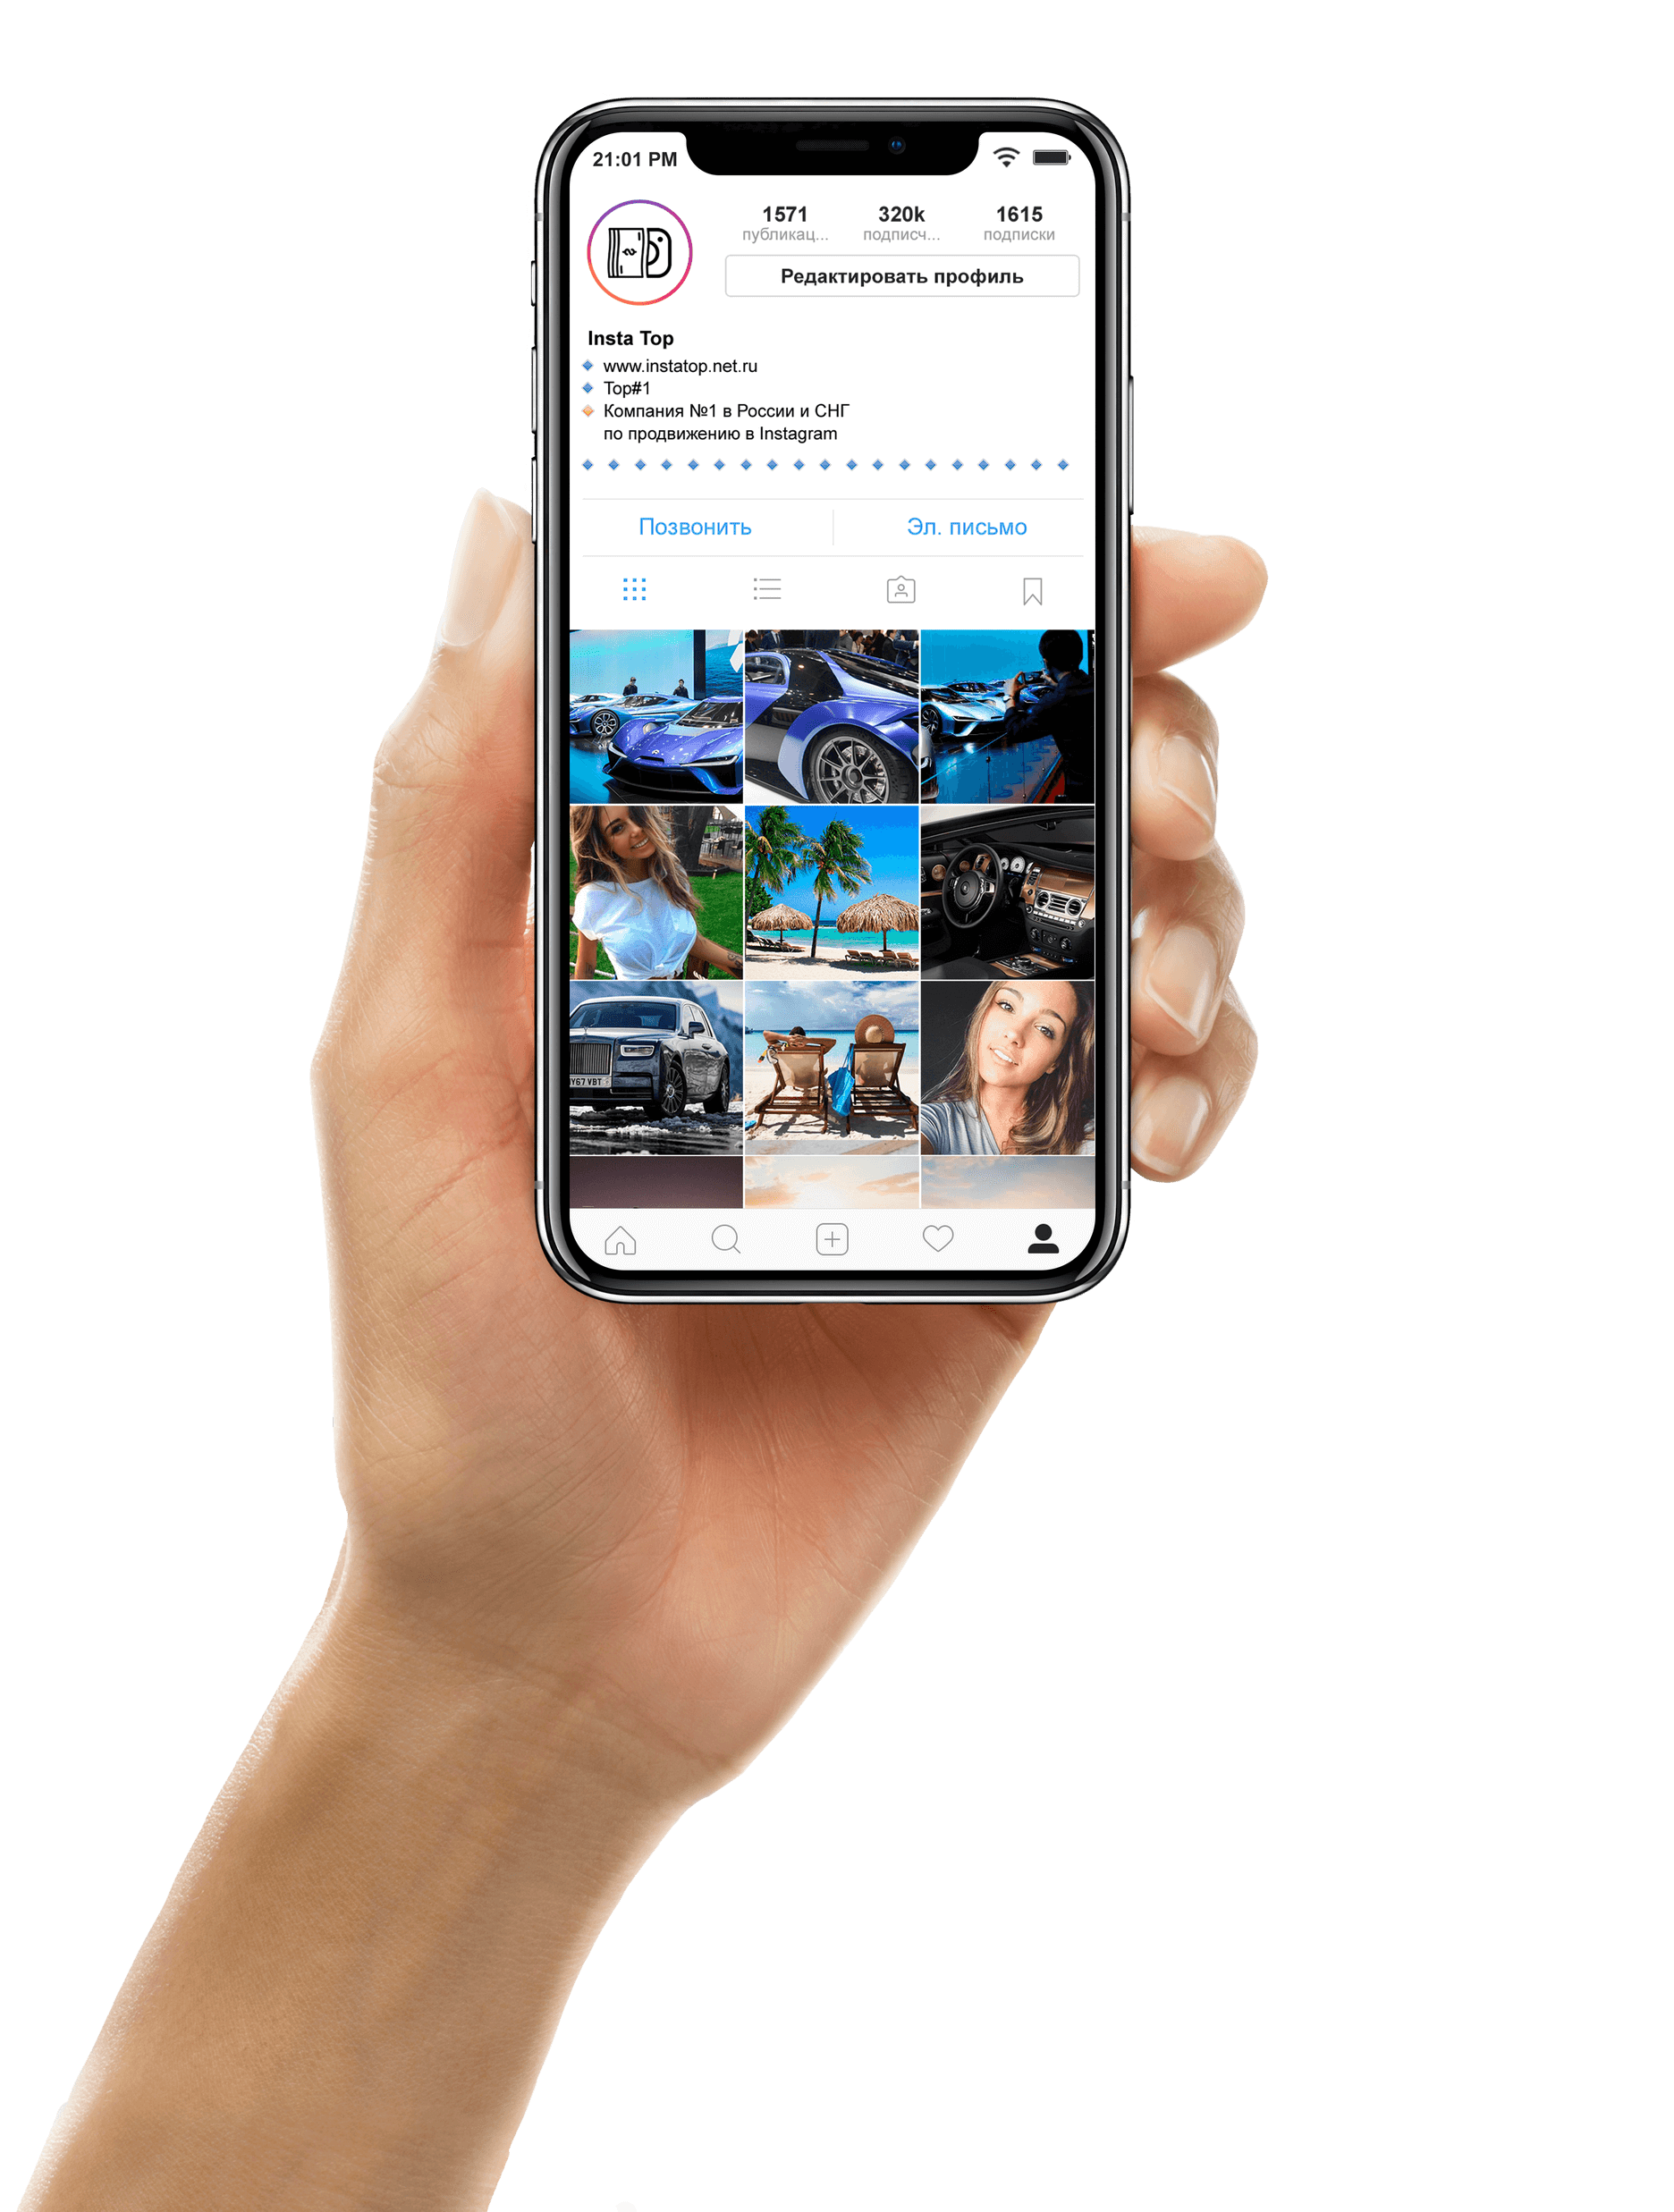 21:01 PM
1571 320k 1615
публикац... подписч... подписки
Редактировать профиль
Insta Top
www.instatop.net.ru
Top#1
Компания №1 в России и СНГ
по продвижению в Instagram
Позвонить Эл. письмо
Y67 VBT